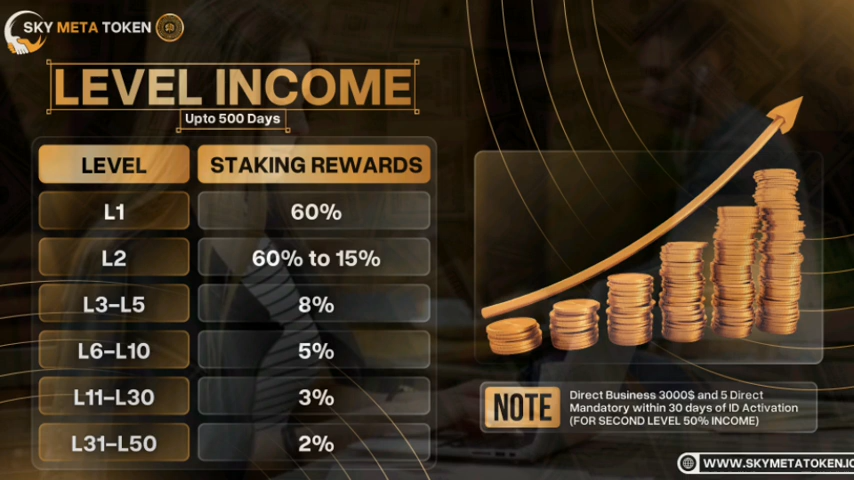 SKY META TOKEN
LEVEL INCOME
Upto 500 Days
LEVEL STAKING REWARDS
L1 60%
L2 60% to 15%
L3-L5 8%
L6-L10 5%
L11-L30 3%
L31-L50 2%
NOTE
Direct Business 3000$ and 5 Direct
Mandatory within 30 days of ID Activation
(FOR SECOND LEVEL 50% INCOME)
WWW.SKYMETATOKEN.IO